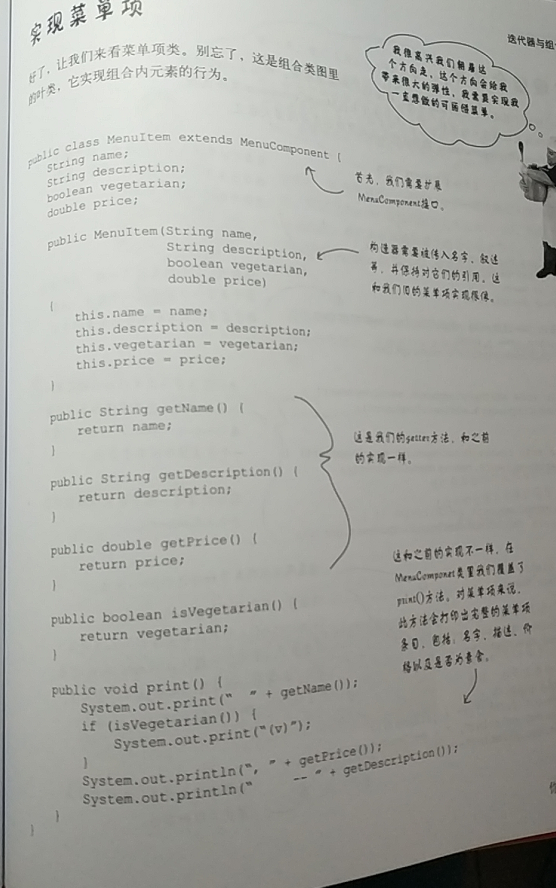 实现菜单项
好了，让我们来看菜单项类。别忘了，这是组合类图里
的叶类，它实现组合内元素的行为。
迭代器与组
我很高兴我们朝着这
个方向走，这个方向会给我
带来很大的弹性，我需要实现我
一直想做的可丽饼菜单。
public class MenuItem extends MenuComponent {
String name;
String description;
boolean vegetarian;
double price;
首先，我们需要扩展
MenuComponent接口。
public MenuItem(String name,
String description,
boolean vegetarian,
double price)
构造器需要被传入名字、叙述
等，并保持对它们的引用。这
和我们旧的菜单项实现很像。
{
this.name = name;
this.description = description;
this.vegetarian = vegetarian;
this.price = price;
}
public String getName() {
return name;
}
public String getDescription() {
return description;
}
public double getPrice() {
return price;
}
public boolean isVegetarian() {
return vegetarian;
}
这是我们的getter方法，和之前
的实现一样。
这和之前的实现不一样，在
MenuComponet类里我们覆盖了
print()方法。对菜单项来说，
此方法会打印出完整的菜单项
条目，包括：名字、描述、价
格以及是否为素食。
public void print() {
System.out.print(“  ” + getName());
if (isVegetarian()) {
System.out.print(“(v)”);
}
System.out.println(“, ” + getPrice());
System.out.println(“    -- ” + getDescription());
}
}